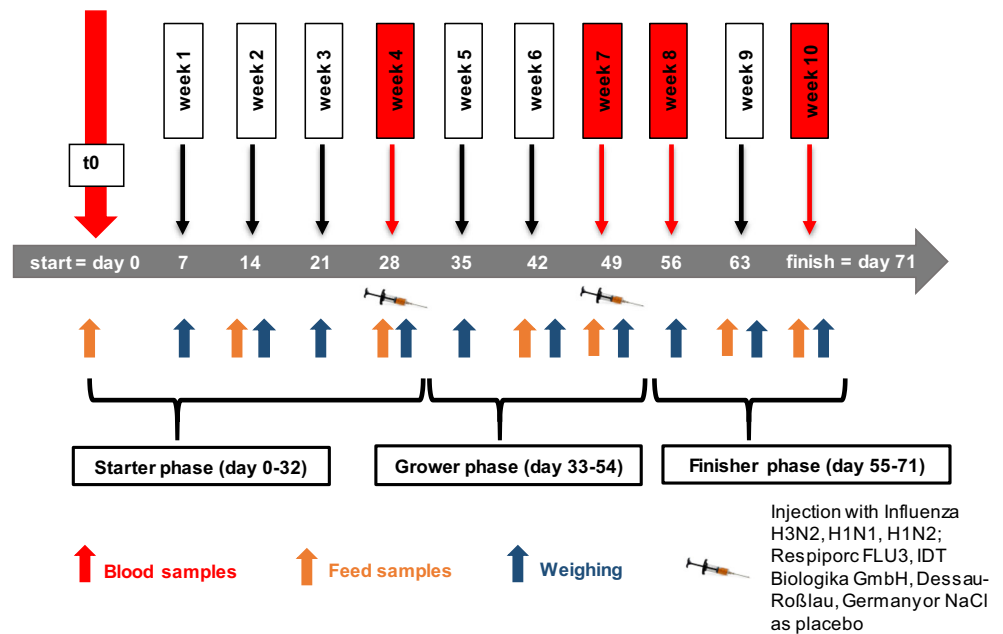 t0
week 1
week 2
week 3
week 4
week 5
week 6
week 7
week 8
week 9
week 10
start = day 0 7 14 21 28 35 42 49 56 63 finish = day 71
Starter phase (day 0-32)
Grower phase (day 33-54)
Finisher phase (day 55-71)
Blood samples
Feed samples
Weighing
Injection with Influenza
H3N2, H1N1, H1N2;
Respiporc FLU3, IDT
Biologika GmbH, Dessau-
Roßlau, Germanyor NaCl
as placebo